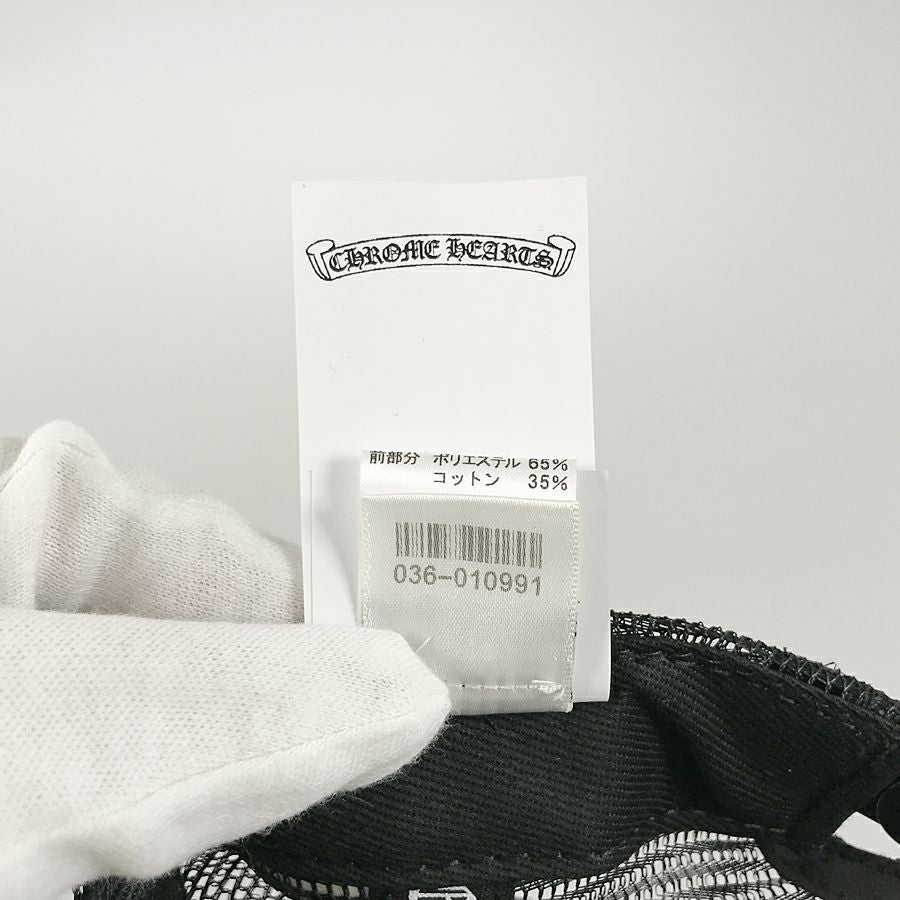 CHROME HEARTS
前部分 ポリエステル 65%
コットン 35%
036-010991